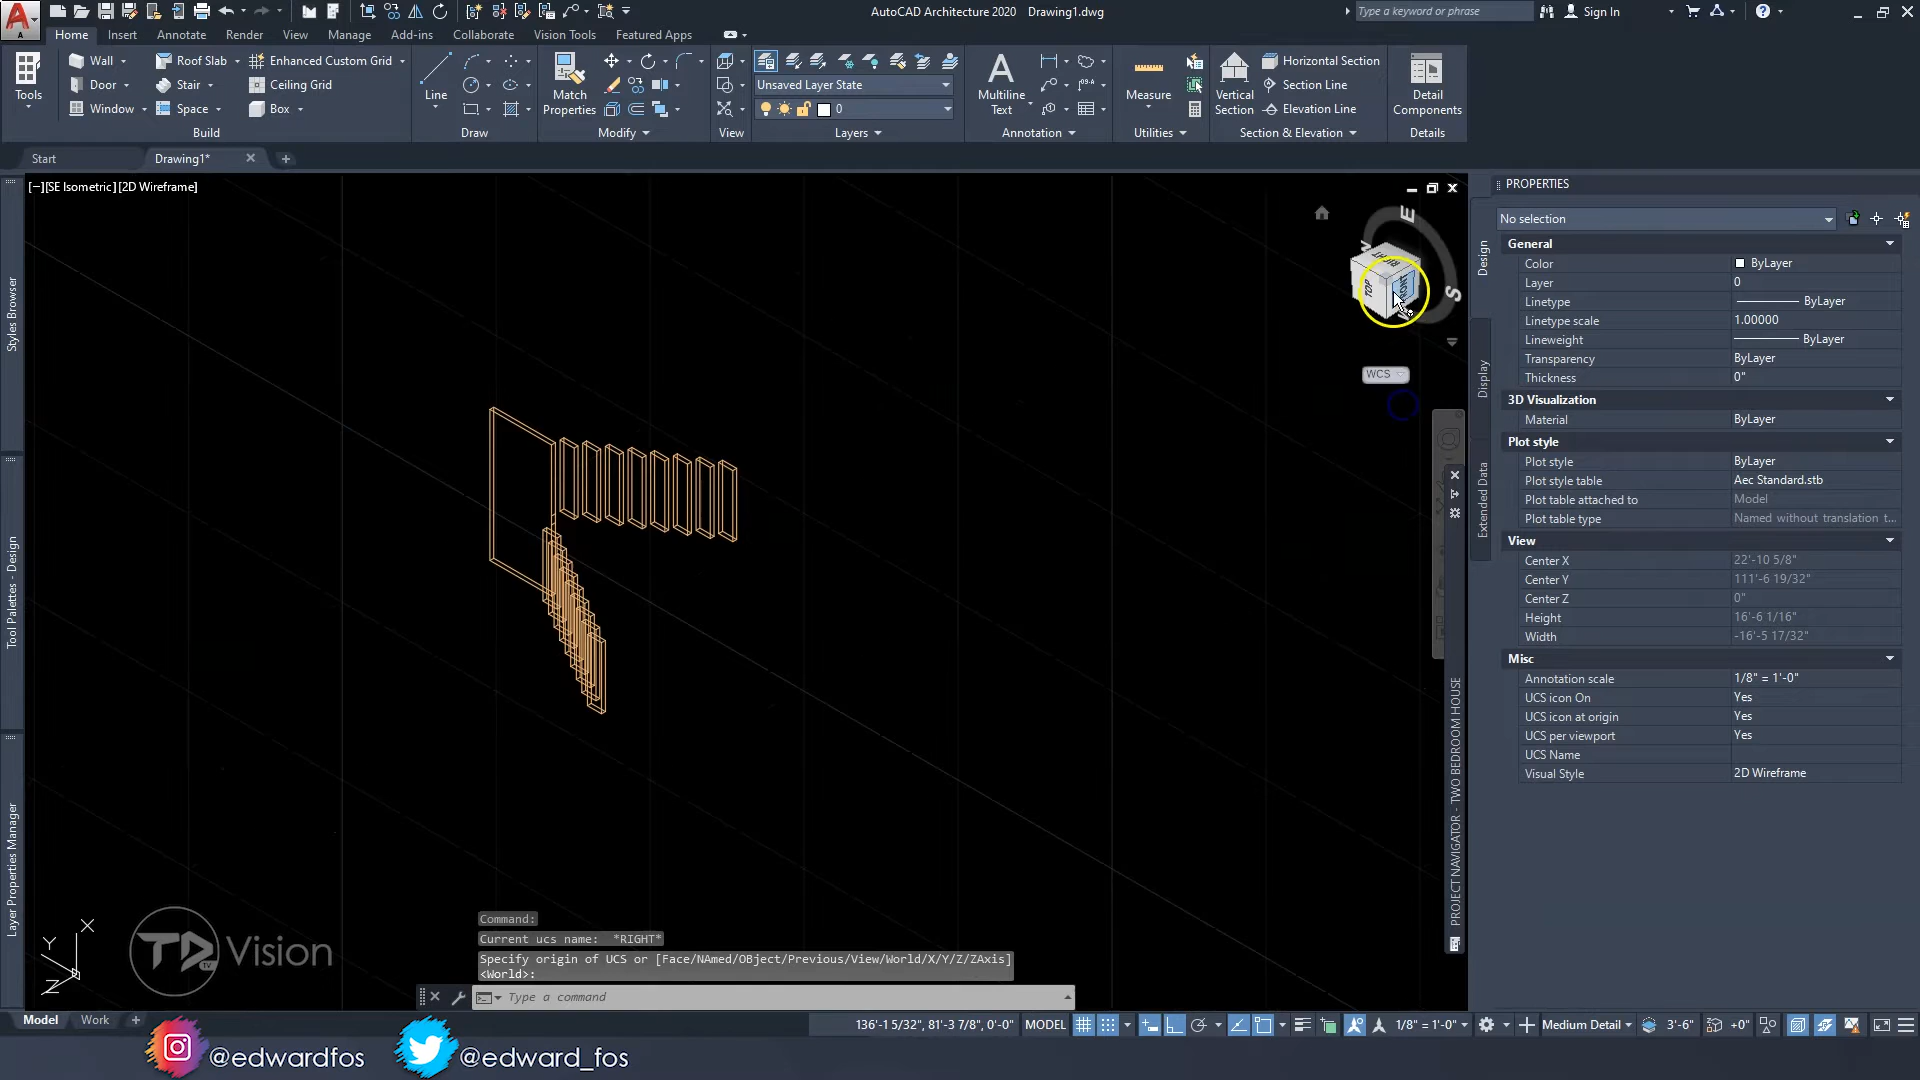 AutoCAD Architecture 2020 Drawing1.dwg
Type a keyword or phrase
Sign In
Home Insert Annotate Render View Manage Add-ins Collaborate Vision Tools Featured Apps
Tools
Wall
Door
Window
Roof Slab
Stair
Space
Enhanced Custom Grid
Ceiling Grid
Box
Build
Line
Draw
Match
Properties
Modify
View
Unsaved Layer State
0
Layers
Multiline
Text
Annotation
Measure
Utilities
Vertical
Section
Horizontal Section
Section Line
Elevation Line
Section & Elevation
Detail
Components
Details
Start
Drawing1*
[−][SE Isometric][2D Wireframe]
E
S
TOP
RIGHT
FRONT
WCS
Styles Browser
Tool Palettes - Design
Layer Properties Manager
PROJECT NAVIGATOR - TWO BEDROOM HOUSE
PROPERTIES
No selection
Design
Display
Extended Data
General
Color ByLayer
Layer 0
Linetype ByLayer
Linetype scale 1.00000
Lineweight ByLayer
Transparency ByLayer
Thickness 0"
3D Visualization
Material ByLayer
Plot style
Plot style ByLayer
Plot style table Aec Standard.stb
Plot table attached to Model
Plot table type Named without translation t...
View
Center X 22'-10 5/8"
Center Y 111'-6 19/32"
Center Z 0"
Height 16'-6 1/16"
Width -16'-5 17/32"
Misc
Annotation scale 1/8" = 1'-0"
UCS icon On Yes
UCS icon at origin Yes
UCS per viewport Yes
UCS Name
Visual Style 2D Wireframe
X
Y
Z
TD Vision
TV
Command:
Current ucs name: *RIGHT*
Specify origin of UCS or [Face/NAmed/OBject/Previous/View/World/X/Y/Z/ZAxis]
<World>:
Type a command
Model Work
136'-1 5/32", 81'-3 7/8", 0'-0" MODEL
1/8" = 1'-0"
Medium Detail
3'-6"
+0"
@edwardfos
@edward_fos